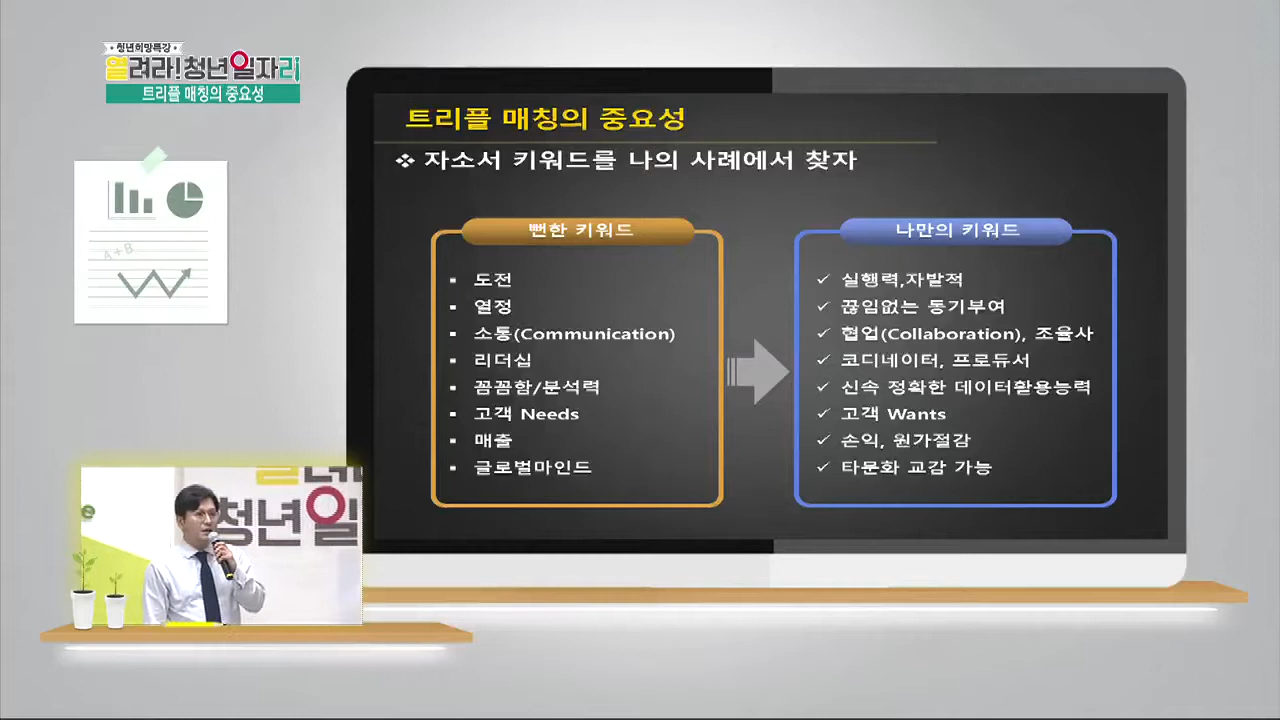 청년희망특강
열려라!청년일자리
트리플 매칭의 중요성
트리플 매칭의 중요성
❖ 자소서 키워드를 나의 사례에서 찾자
뻔한 키워드
▪ 도전
▪ 열정
▪ 소통(Communication)
▪ 리더십
▪ 꼼꼼함/분석력
▪ 고객 Needs
▪ 매출
▪ 글로벌마인드
나만의 키워드
✓ 실행력,자발적
✓ 끊임없는 동기부여
✓ 협업(Collaboration), 조율사
✓ 코디네이터, 프로듀서
✓ 신속 정확한 데이터활용능력
✓ 고객 Wants
✓ 손익, 원가절감
✓ 타문화 교감 가능
A+B
e
청년일